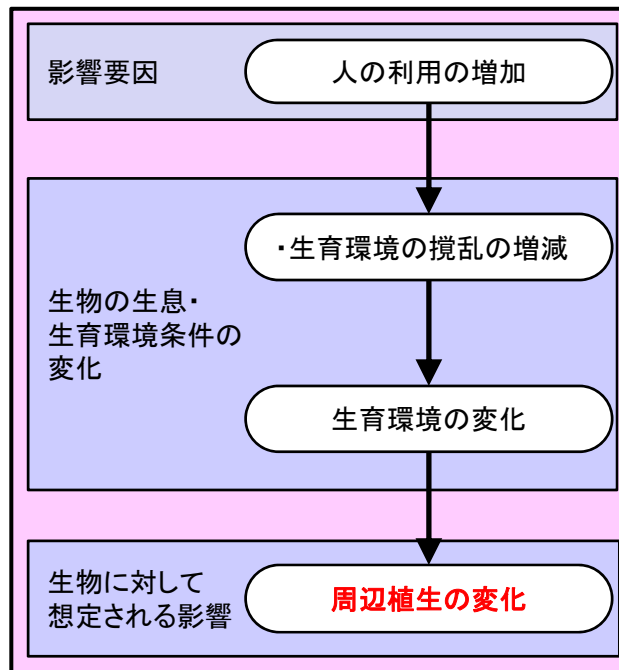 影響要因
人の利用の増加
・生育環境の撹乱の増減
生物の生息・
生育環境条件の
変化
生育環境の変化
生物に対して
想定される影響
周辺植生の変化